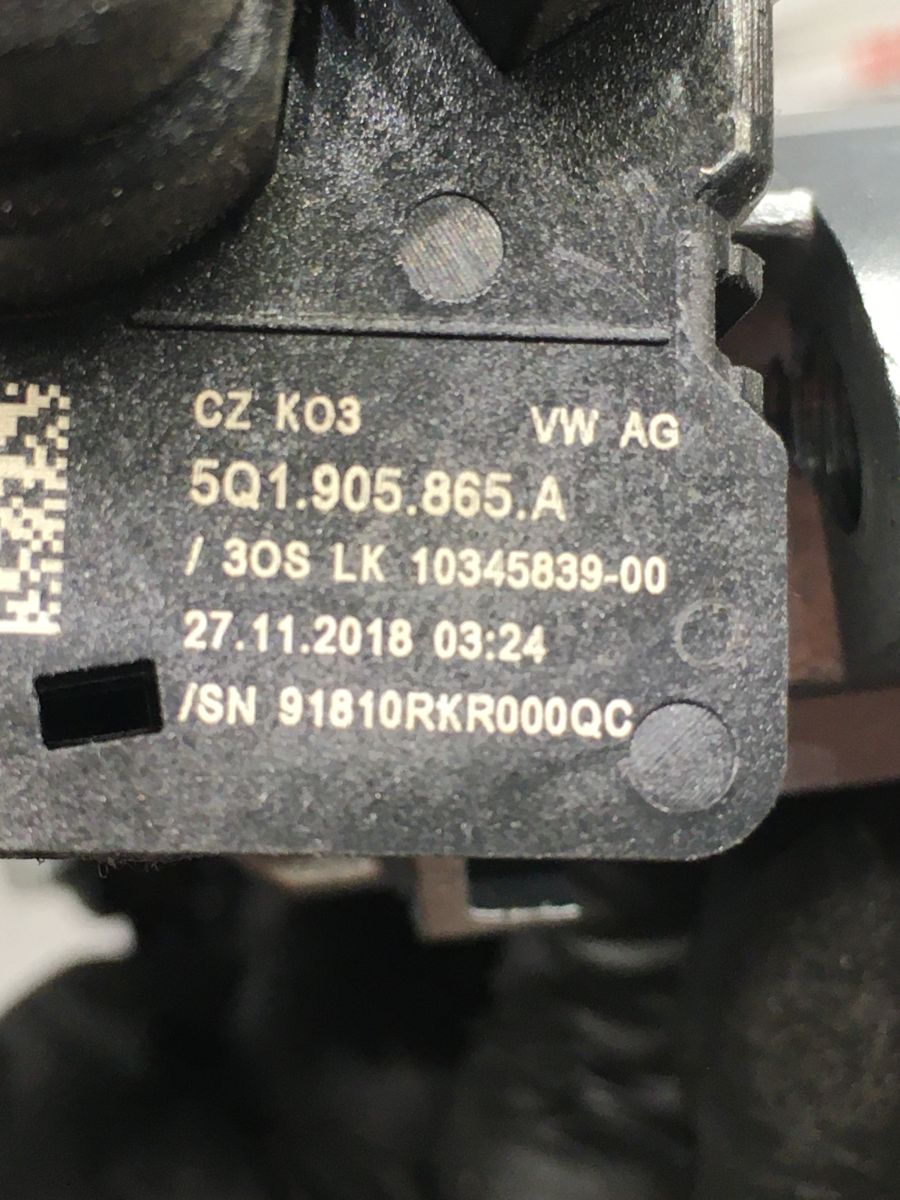 CZ KO3 VW AG
5Q1.905.865.A
/ 3OS LK 10345839-00
27.11.2018 03:24
/SN 91810RKR000QC